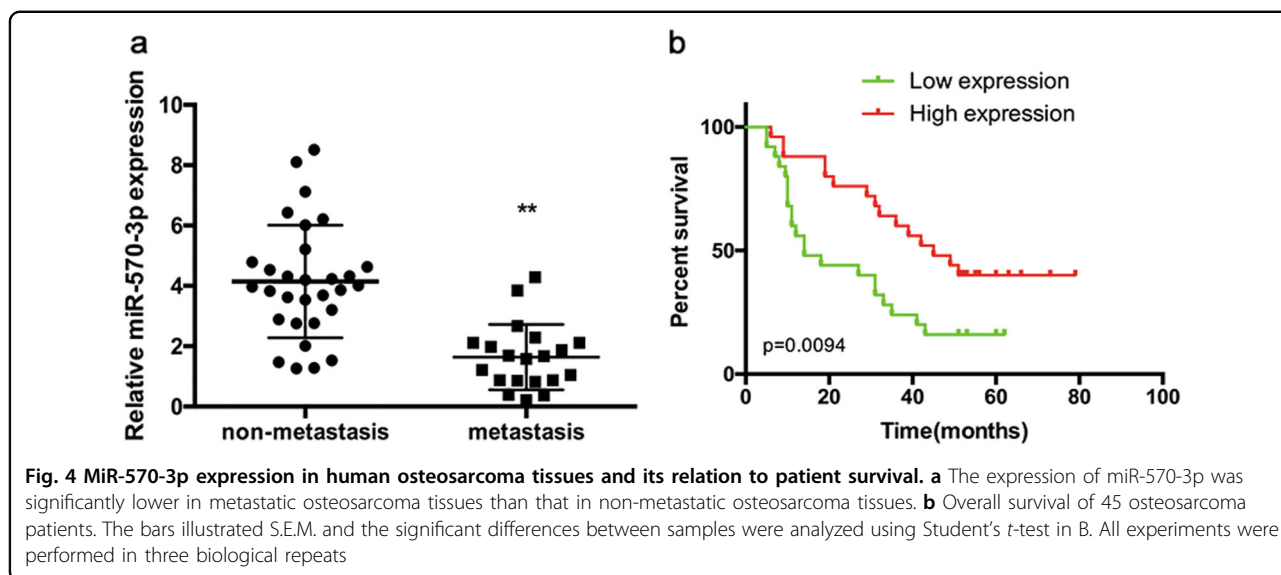 a
Relative miR-570-3p expression
10
8
6
4
2
0
**
non-metastasis
metastasis
b
Low expression
High expression
Percent survival
100
50
0
p=0.0094
0
20
40
60
80
100
Time(months)
Fig. 4 MiR-570-3p expression in human osteosarcoma tissues and its relation to patient survival. a The expression of miR-570-3p was
significantly lower in metastatic osteosarcoma tissues than that in non-metastatic osteosarcoma tissues. b Overall survival of 45 osteosarcoma
patients. The bars illustrated S.E.M. and the significant differences between samples were analyzed using Student's t-test in B. All experiments were
performed in three biological repeats